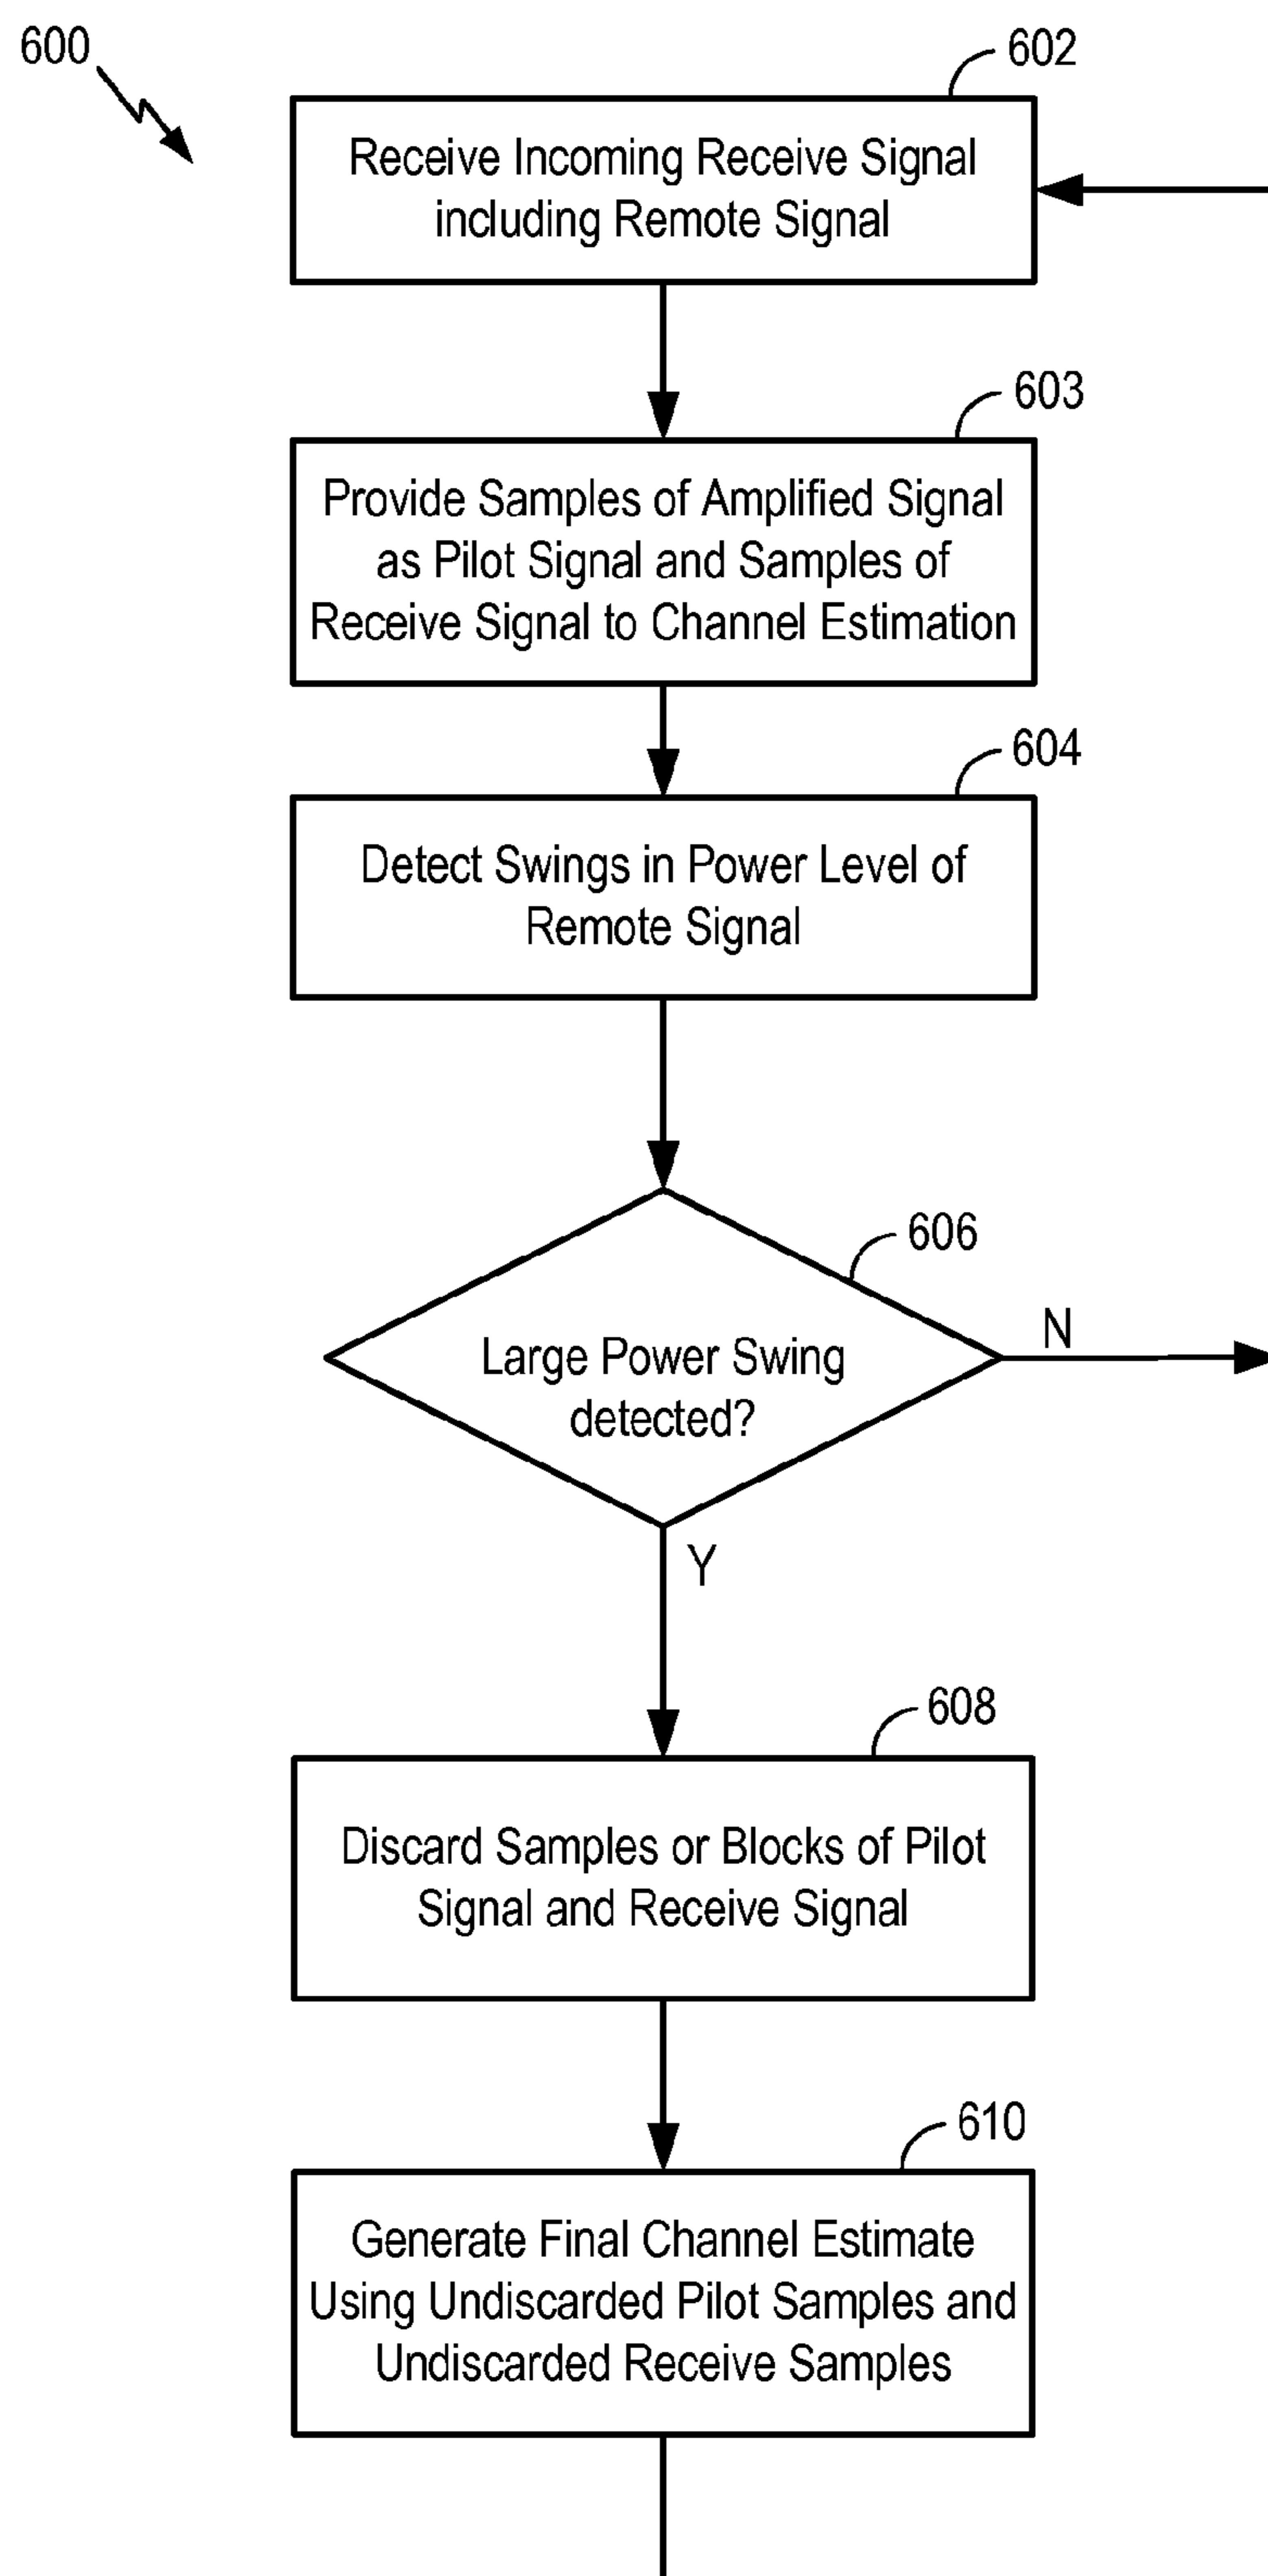 600
602
Receive Incoming Receive Signal
including Remote Signal
603
Provide Samples of Amplified Signal
as Pilot Signal and Samples of
Receive Signal to Channel Estimation
604
Detect Swings in Power Level of
Remote Signal
606
Large Power Swing
detected?
N
Y
608
Discard Samples or Blocks of Pilot
Signal and Receive Signal
610
Generate Final Channel Estimate
Using Undiscarded Pilot Samples and
Undiscarded Receive Samples